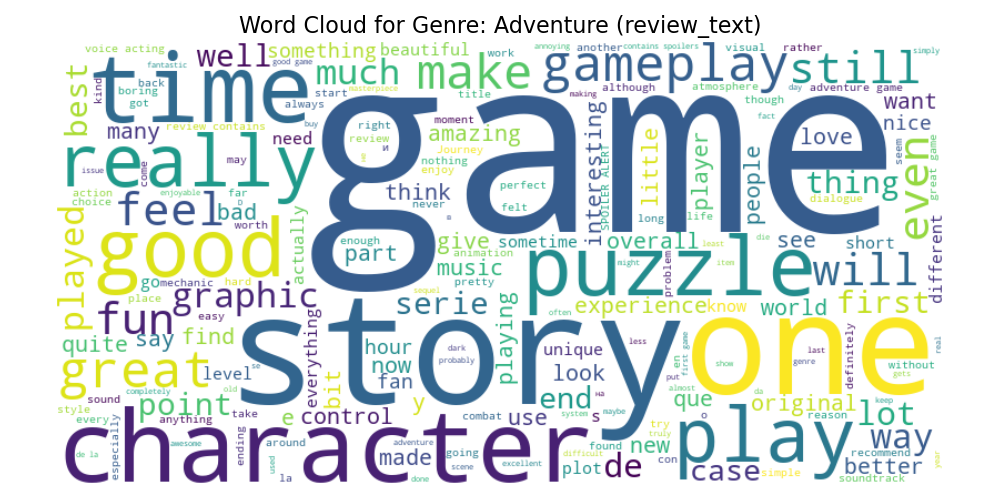 Word Cloud for Genre: Adventure (review_text)
voice acting
well
something
beautiful
work
annoying
another
contains spoilers
visual
rather
simply
fantastic
good game
time
much
make
gameplay
still
best
kind
back
boring
got
always
start
buy
masterpiece
title
making
although
atmosphere
day
adventure game
though
fact
want
nice
many
review contains
need
right
review
и
game
moment
amazing
Journey
nothing
enjoy
interesting
SPOILER ALERT
little
player
people
love
seem
even
great game
really
issue
come
may
action
choice
enjoyable
far
D
worth
feel
bad
think
never
perfect
felt
long
life
thing
dialogue
played
good
actually
enough
part
give
animation
pretty
sometime
music
overall
least
die
see
short
different
go
mechanic
hard
place
easy
graphic
fun
sequel
serie
playing
puzzle
might
item
problem
will
often
experience
know
world
first
quite
say
find
everything
story
hour
now
fan
dark
probably
unique
look
less
en
first game
one
show
definitely
last
genre
without
real
gets
great
level
se
bit
completely
old
style
sound
point
every
anything
take
e
control
y
combat
use
end
system
на
maybe
s
put
almost
que
da
original
reason
keep
lot
o
try
truly
especially
character
awesome
used
ending
around
la
de la
made
adventure
going
scene
done
excellent
difficult
found
plot
de
new
con
play
case
simple
way
better
recommend
soundtrack
year